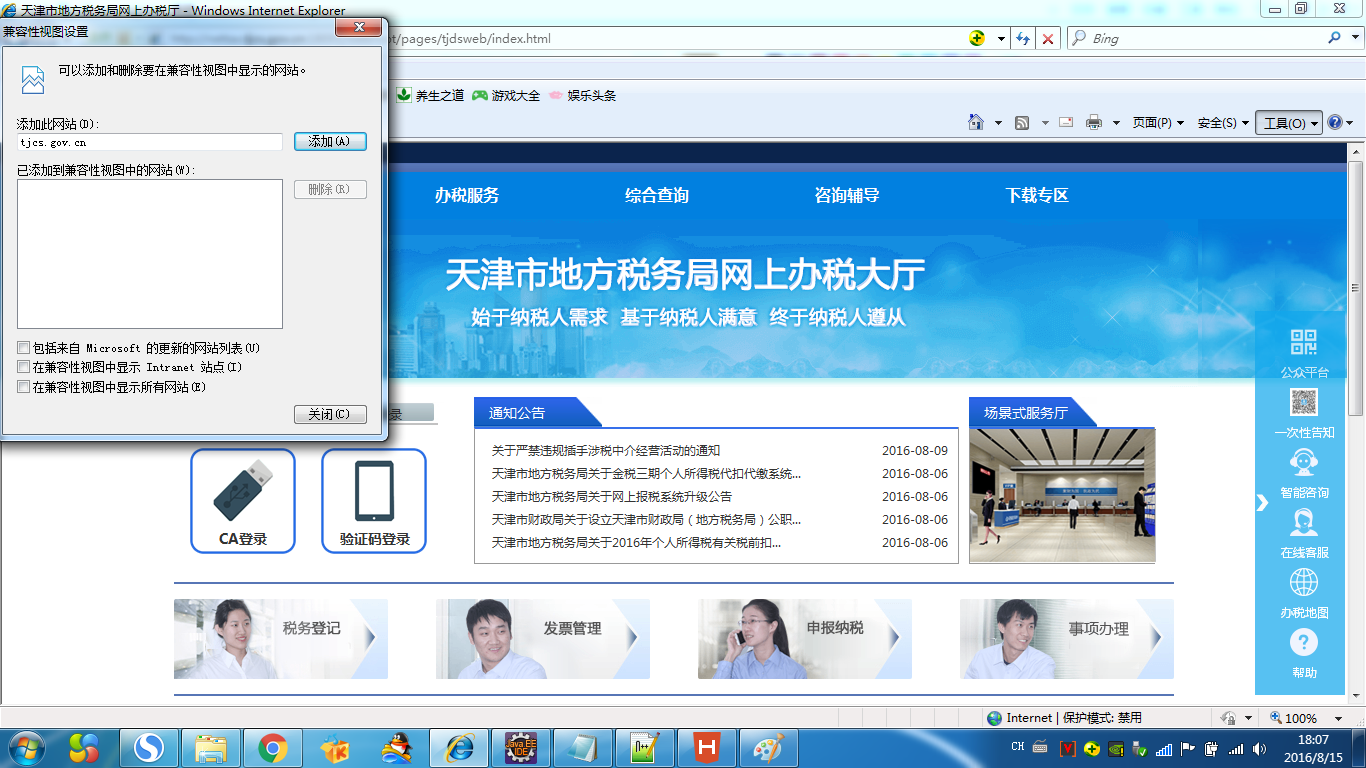 天津市地方税务局网上办税厅 - Windows Internet Explorer
兼容性视图设置
可以添加和删除要在兼容性视图中显示的网站。
添加此网站(D):
tjcs.gov.cn
添加(A)
已添加到兼容性视图中的网站(W):
删除(R)
包括来自 Microsoft 的更新的网站列表(U)
在兼容性视图中显示 Intranet 站点(I)
在兼容性视图中显示所有网站(E)
关闭(C)
/pages/tjdsweb/index.html
Bing
养生之道 游戏大全 娱乐头条
页面(P) 安全(S) 工具(O)
办税服务 综合查询 咨询辅导 下载专区
天津市地方税务局网上办税大厅
始于纳税人需求 基于纳税人满意 终于纳税人遵从
公众平台
一次性告知
智能咨询
在线客服
办税地图
帮助
录
CA登录 验证码登录
通知公告
关于严禁违规插手涉税中介经营活动的通知 2016-08-09
天津市地方税务局关于金税三期个人所得税代扣代缴系统... 2016-08-06
天津市地方税务局关于网上报税系统升级公告 2016-08-06
天津市财政局关于设立天津市财政局（地方税务局）公职... 2016-08-06
天津市地方税务局关于2016年个人所得税有关税前扣... 2016-08-06
场景式服务厅
税务登记 发票管理 申报纳税 事项办理
Internet | 保护模式: 禁用
100%
Java EE
IDE
CH
18:07
2016/8/15